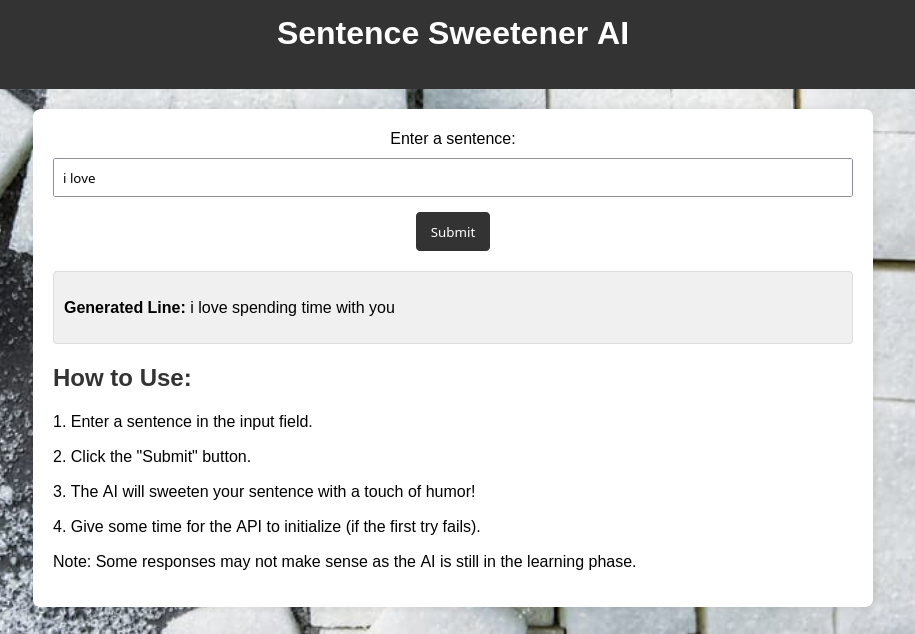 Sentence Sweetener AI
Enter a sentence:
i love
Submit
Generated Line: i love spending time with you
How to Use:
1. Enter a sentence in the input field.
2. Click the "Submit" button.
3. The AI will sweeten your sentence with a touch of humor!
4. Give some time for the API to initialize (if the first try fails).
Note: Some responses may not make sense as the AI is still in the learning phase.